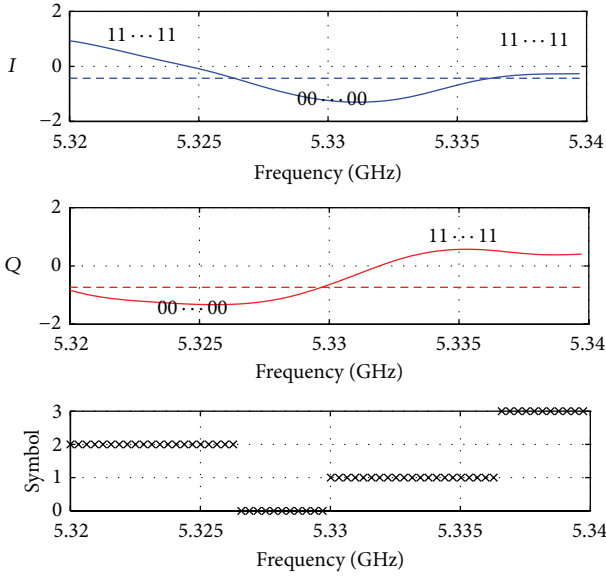 2
11 ⋯ 11
11 ⋯ 11
I
0
00 ⋯ 00
−2
5.32 5.325 5.33 5.335 5.34
Frequency (GHz)
2
11 ⋯ 11
Q
0
00 ⋯ 00
−2
5.32 5.325 5.33 5.335 5.34
Frequency (GHz)
3
2
Symbol
1
0
5.32 5.325 5.33 5.335 5.34
Frequency (GHz)